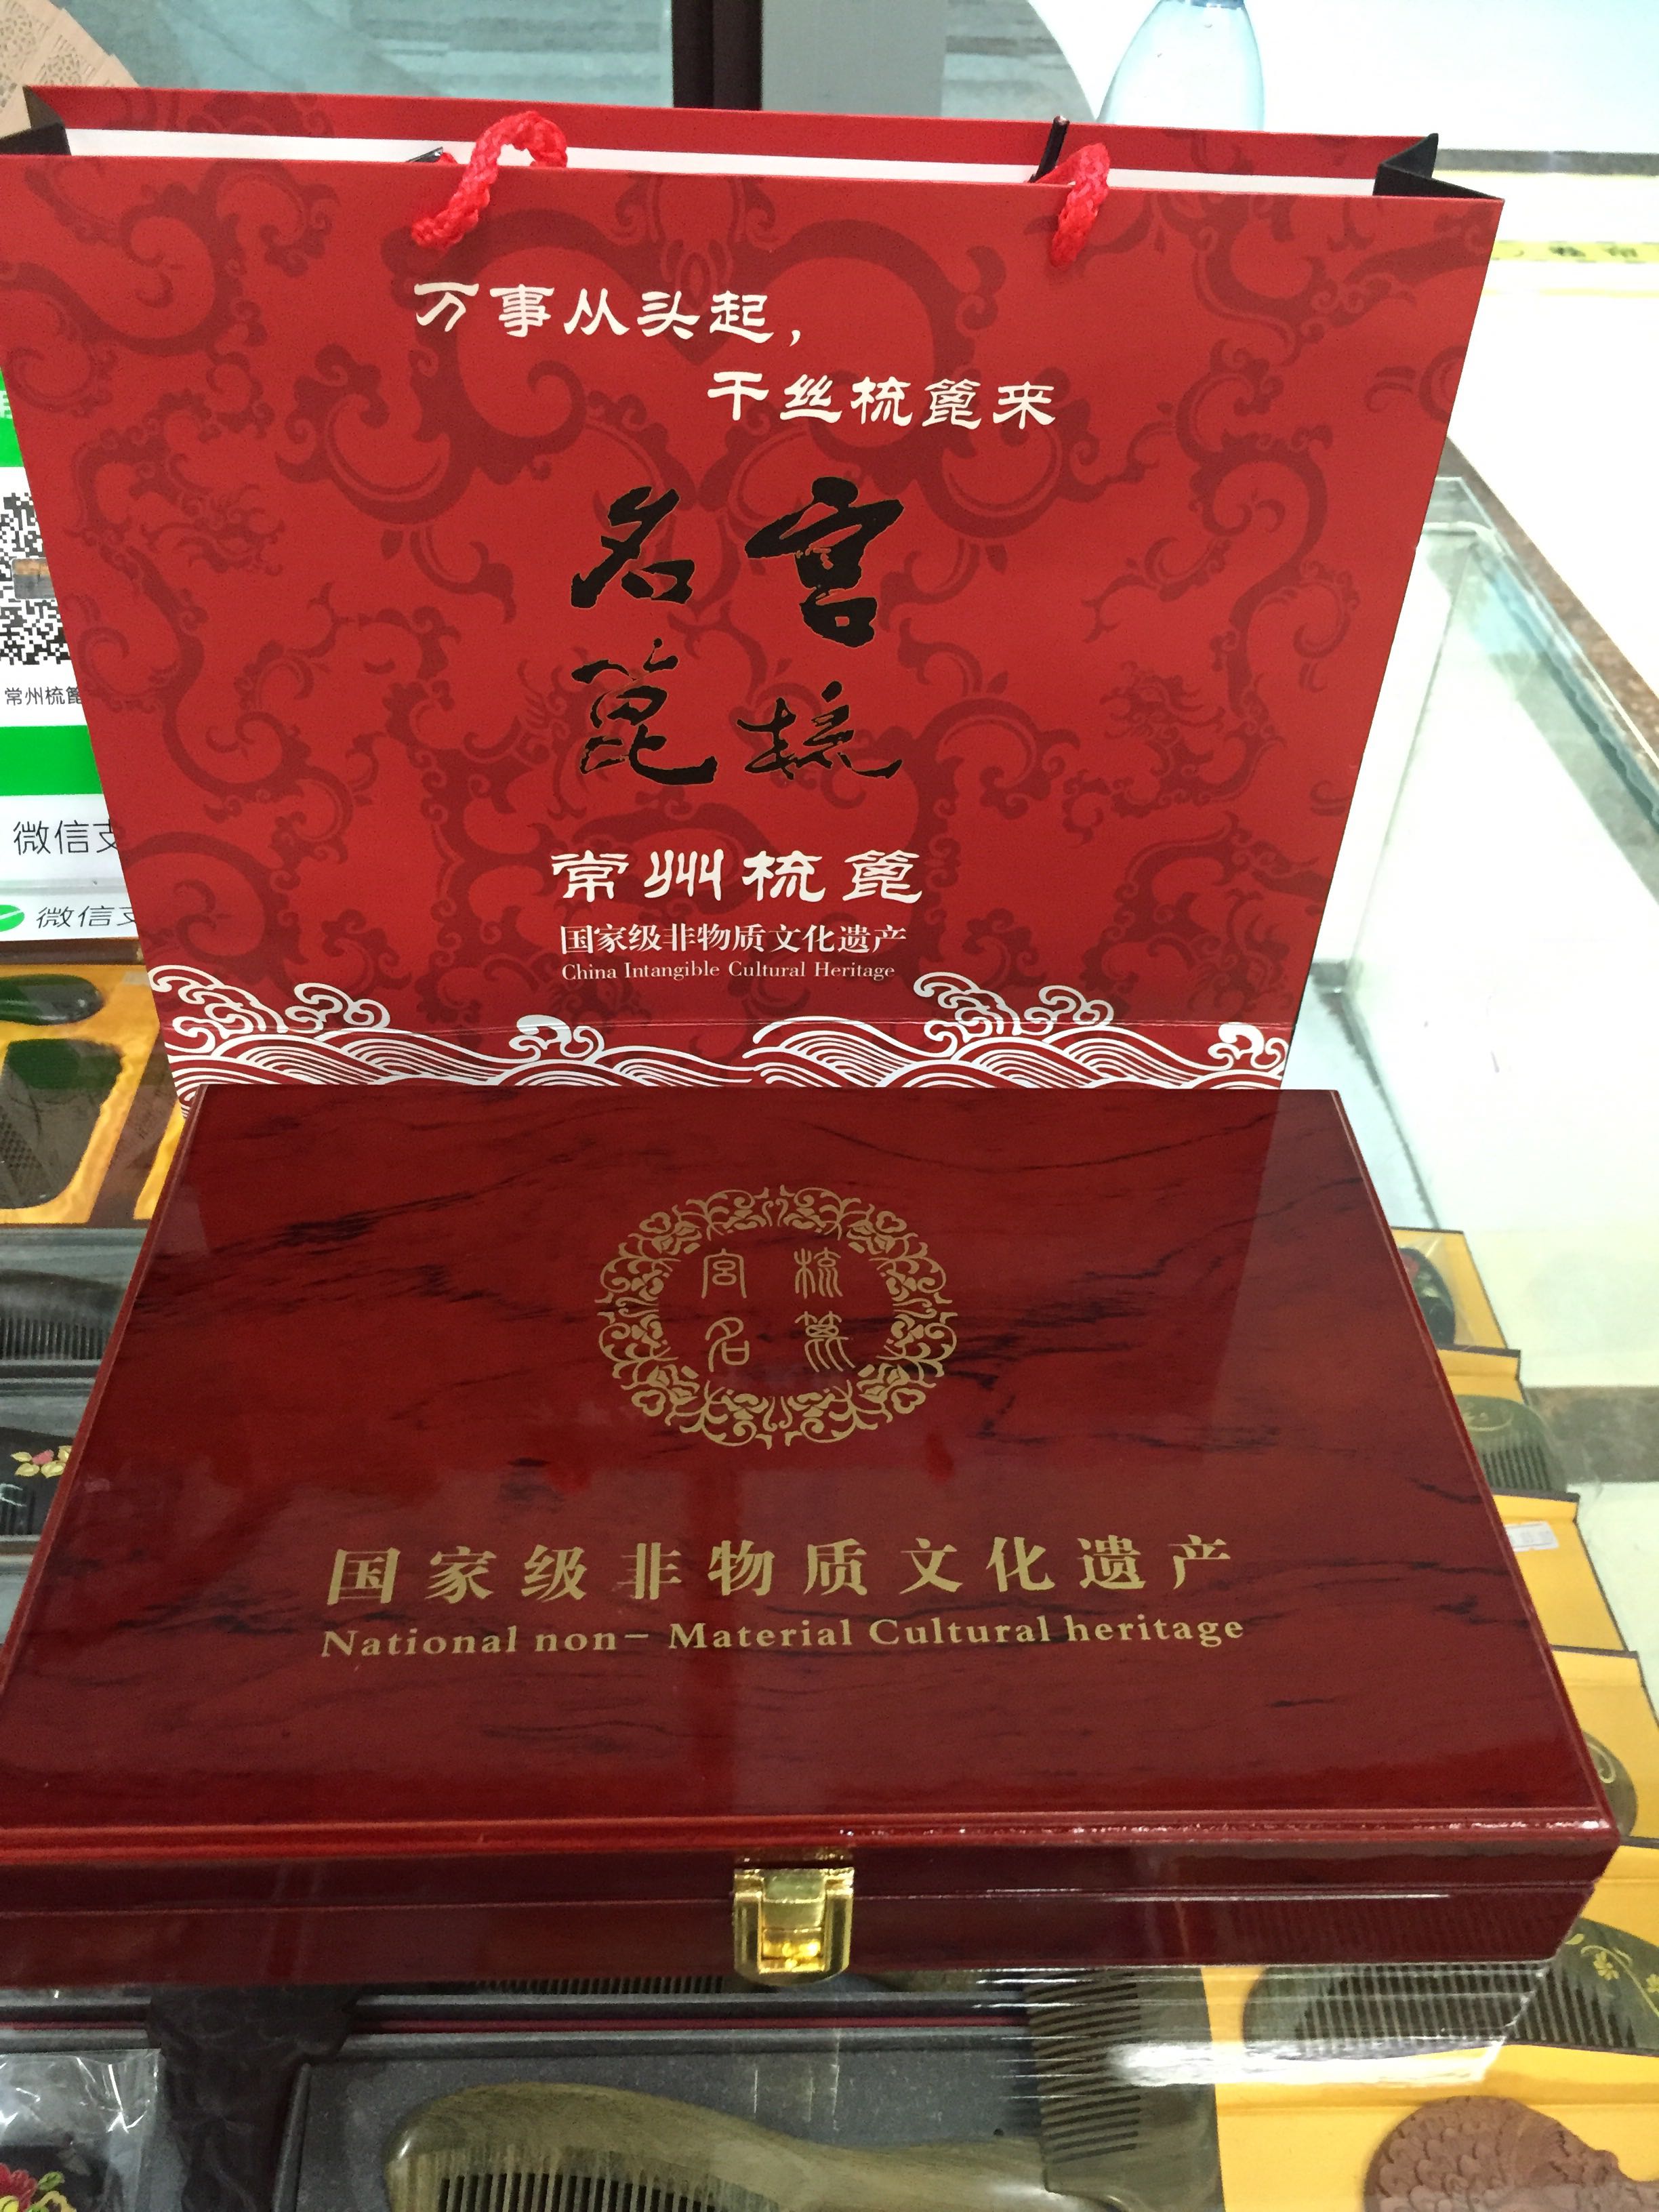 万事从头起，
千丝梳篦来
名宫
篦梳
常州梳篦
国家级非物质文化遗产
China Intangible Cultural Heritage
常州梳篦
微信支
微信支
宫梳
名篦
国家级非物质文化遗产
National non- Material Cultural heritage